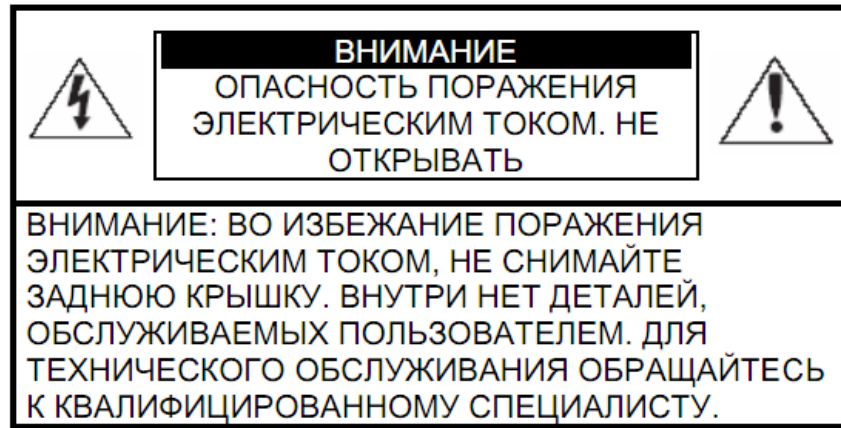 ВНИМАНИЕ
ОПАСНОСТЬ ПОРАЖЕНИЯ
ЭЛЕКТРИЧЕСКИМ ТОКОМ. НЕ
ОТКРЫВАТЬ
ВНИМАНИЕ: ВО ИЗБЕЖАНИЕ ПОРАЖЕНИЯ
ЭЛЕКТРИЧЕСКИМ ТОКОМ, НЕ СНИМАЙТЕ
ЗАДНЮЮ КРЫШКУ. ВНУТРИ НЕТ ДЕТАЛЕЙ,
ОБСЛУЖИВАЕМЫХ ПОЛЬЗОВАТЕЛЕМ. ДЛЯ
ТЕХНИЧЕСКОГО ОБСЛУЖИВАНИЯ ОБРАЩАЙТЕСЬ
К КВАЛИФИЦИРОВАННОМУ СПЕЦИАЛИСТУ.